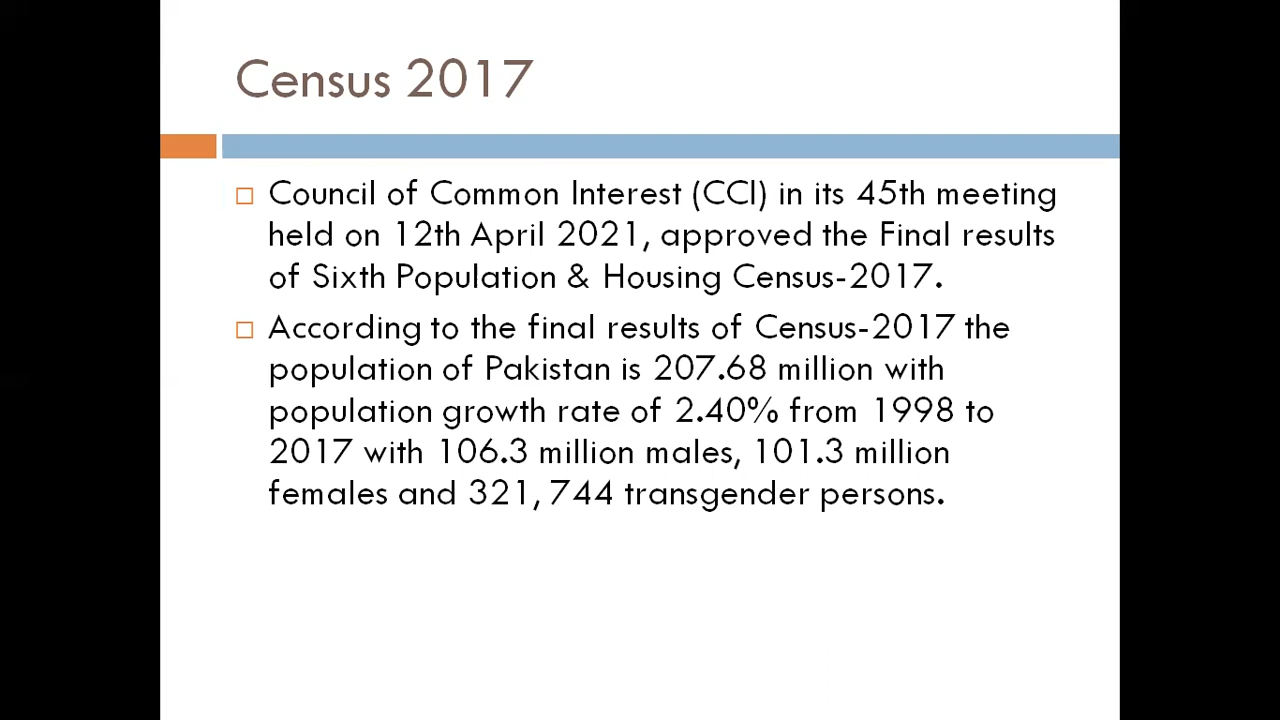 Census 2017
Council of Common Interest (CCI) in its 45th meeting
held on 12th April 2021, approved the Final results
of Sixth Population & Housing Census-2017.
According to the final results of Census-2017 the
population of Pakistan is 207.68 million with
population growth rate of 2.40% from 1998 to
2017 with 106.3 million males, 101.3 million
females and 321, 744 transgender persons.